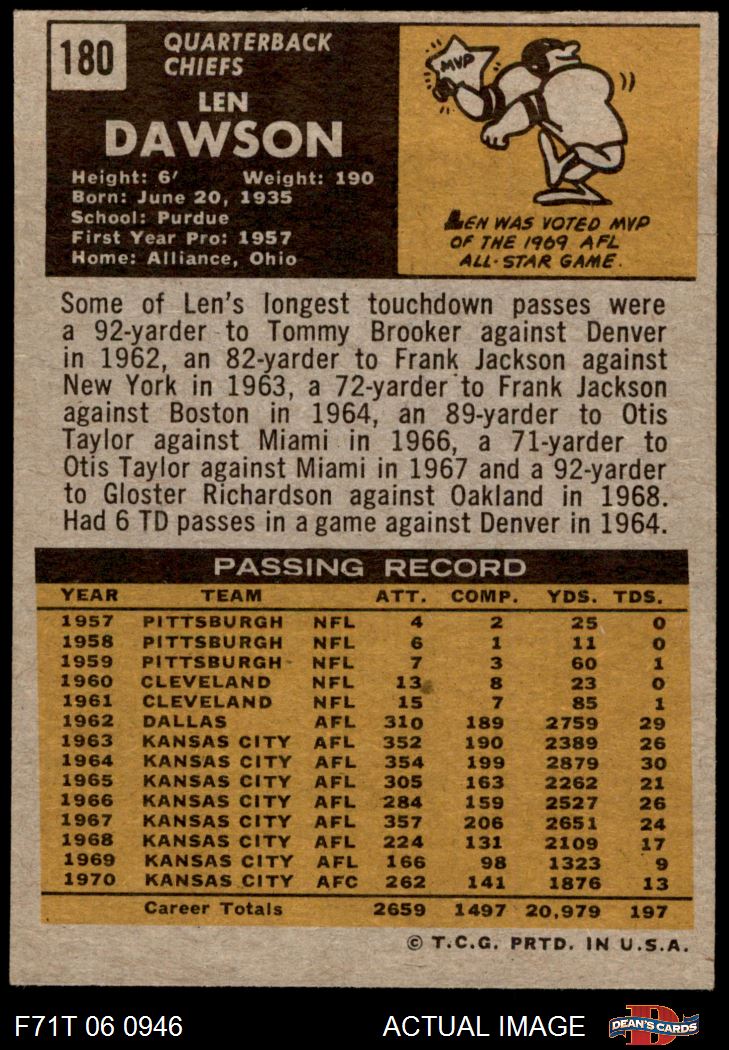 180
QUARTERBACK
CHIEFS
LEN
DAWSON
Height: 6' Weight: 190
Born: June 20, 1935
School: Purdue
First Year Pro: 1957
Home: Alliance, Ohio
MVP
LEN WAS VOTED MVP
OF THE 1969 AFL
ALL-STAR GAME.
Some of Len's longest touchdown passes were
a 92-yarder to Tommy Brooker against Denver
in 1962, an 82-yarder to Frank Jackson against
New York in 1963, a 72-yarder to Frank Jackson
against Boston in 1964, an 89-yarder to Otis
Taylor against Miami in 1966, a 71-yarder to
Otis Taylor against Miami in 1967 and a 92-yarder
to Gloster Richardson against Oakland in 1968.
Had 6 TD passes in a game against Denver in 1964.
PASSING RECORD
YEAR TEAM ATT. COMP. YDS. TDS.
1957 PITTSBURGH NFL 4 2 25 0
1958 PITTSBURGH NFL 6 1 11 0
1959 PITTSBURGH NFL 7 3 60 1
1960 CLEVELAND NFL 13 8 23 0
1961 CLEVELAND NFL 15 7 85 1
1962 DALLAS AFL 310 189 2759 29
1963 KANSAS CITY AFL 352 190 2389 26
1964 KANSAS CITY AFL 354 199 2879 30
1965 KANSAS CITY AFL 305 163 2262 21
1966 KANSAS CITY AFL 284 159 2527 26
1967 KANSAS CITY AFL 357 206 2651 24
1968 KANSAS CITY AFL 224 131 2109 17
1969 KANSAS CITY AFL 166 98 1323 9
1970 KANSAS CITY AFC 262 141 1876 13
Career Totals 2659 1497 20,979 197
© T.C.G. PRTD. IN U.S.A.
F71T 06 0946 ACTUAL IMAGE DEAN'S CARDS